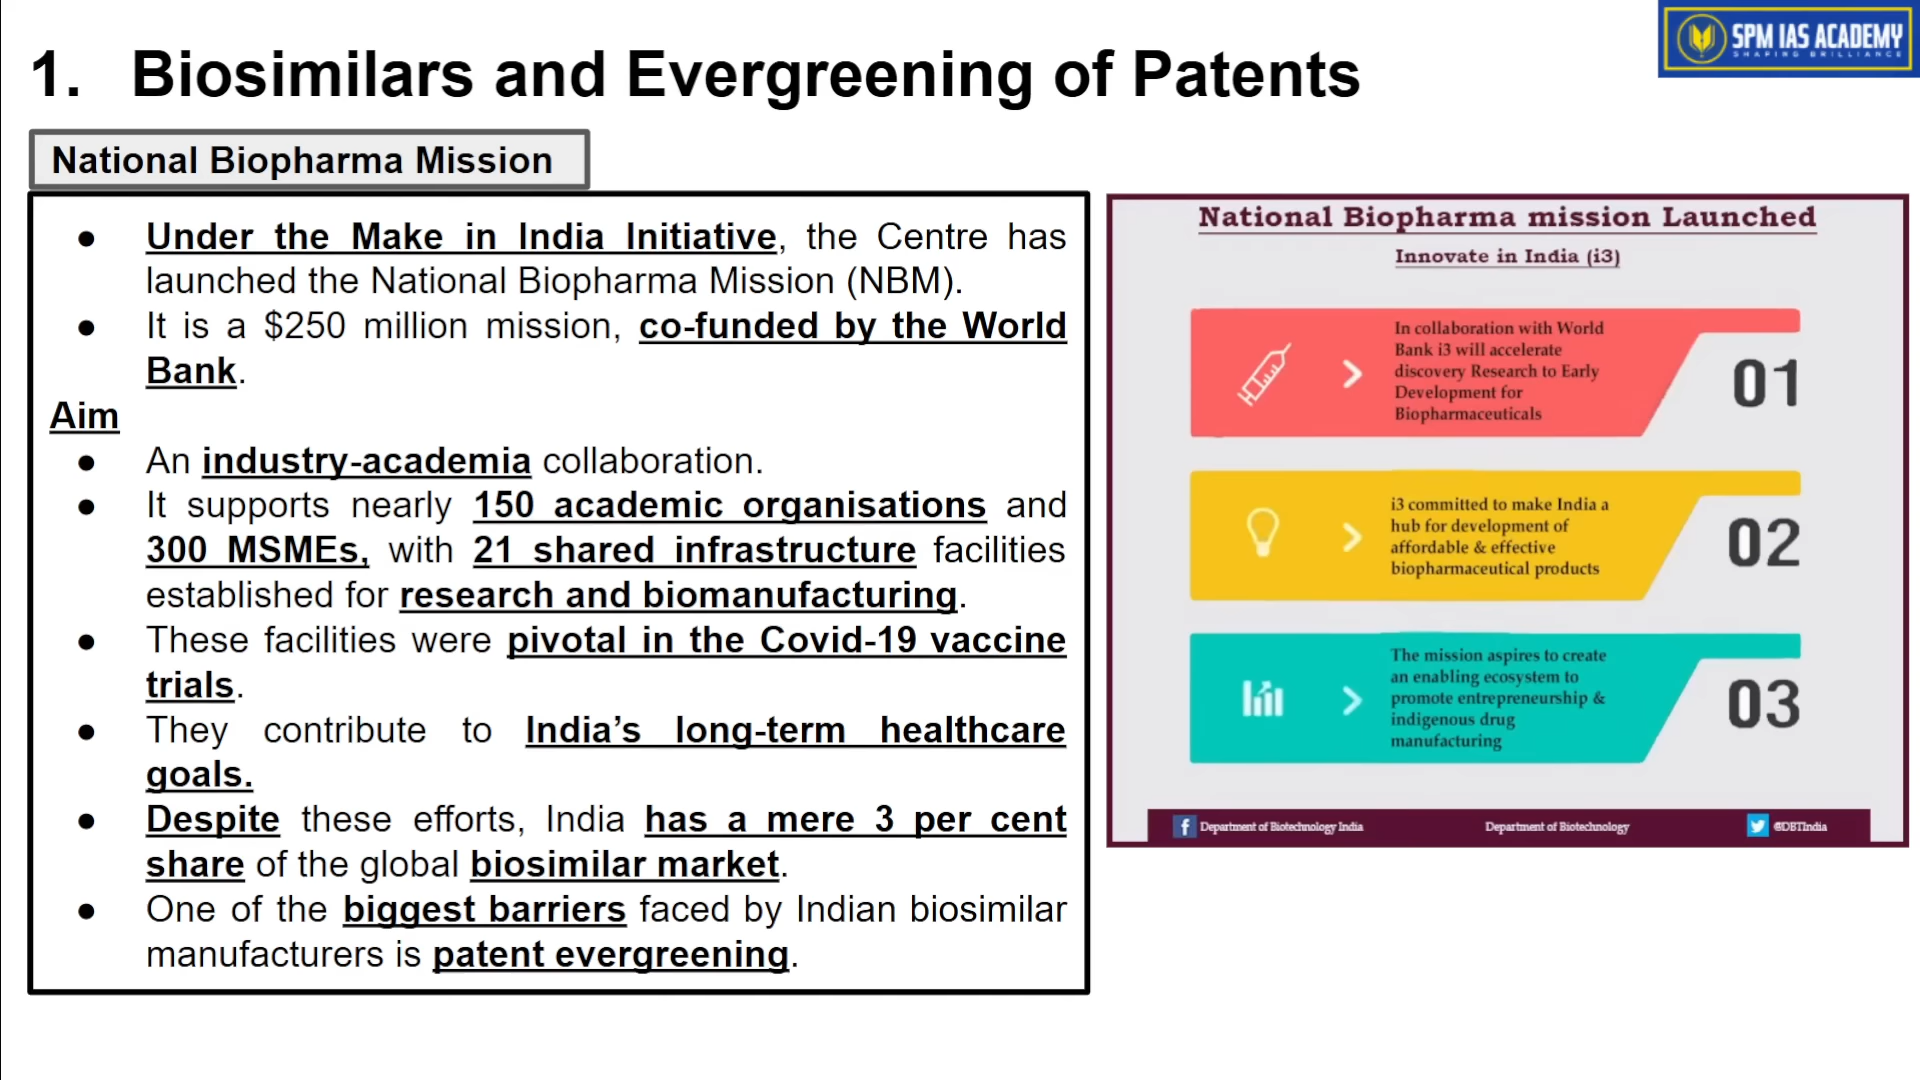 SPM IAS ACADEMY
SHAPING BRILLIANCE
1. Biosimilars and Evergreening of Patents
National Biopharma Mission
● Under the Make in India Initiative, the Centre has
launched the National Biopharma Mission (NBM).
● It is a $250 million mission, co-funded by the World
Bank.
Aim
● An industry-academia collaboration.
● It supports nearly 150 academic organisations and
300 MSMEs, with 21 shared infrastructure facilities
established for research and biomanufacturing.
● These facilities were pivotal in the Covid-19 vaccine
trials.
● They contribute to India’s long-term healthcare
goals.
● Despite these efforts, India has a mere 3 per cent
share of the global biosimilar market.
● One of the biggest barriers faced by Indian biosimilar
manufacturers is patent evergreening.
National Biopharma mission Launched
Innovate in India (i3)
In collaboration with World
Bank i3 will accelerate
discovery Research to Early
Development for
Biopharmaceuticals
01
i3 committed to make India a
hub for development of
affordable & effective
biopharmaceutical products
02
The mission aspires to create
an enabling ecosystem to
promote entrepreneurship &
indigenous drug
manufacturing
03
Department of Biotechnology India
Department of Biotechnology
@DBTIndia